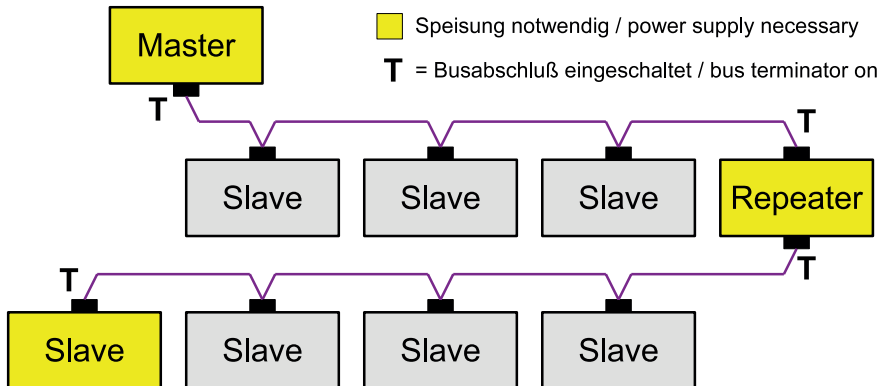 Master
Speisung notwendig / power supply necessary
T = Busabschluß eingeschaltet / bus terminator on
T
T
Slave Slave Slave Repeater
T
T
Slave Slave Slave Slave